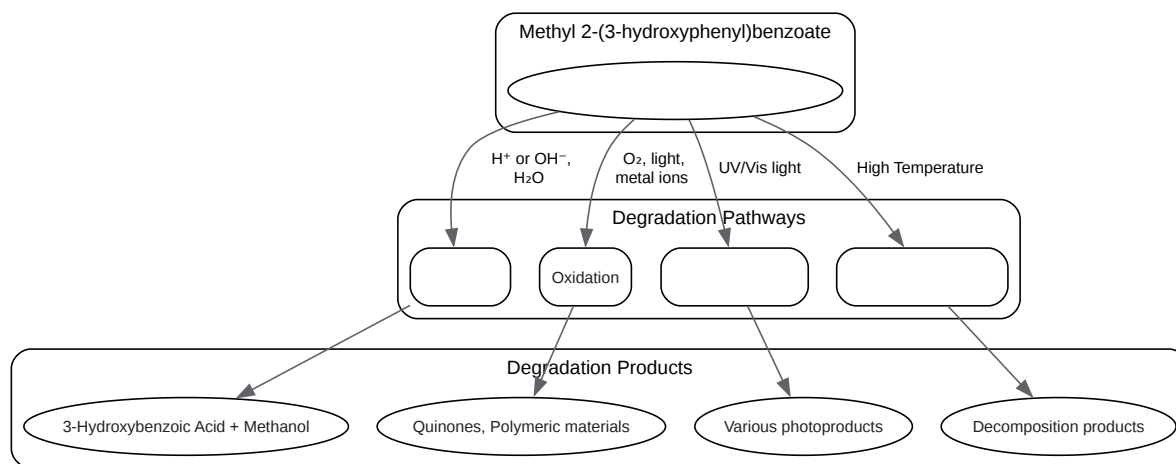 Methyl 2-(3-hydroxyphenyl)benzoate
H⁺ or OH⁻,
H₂O
O₂, light,
metal ions
UV/Vis light
High Temperature
Degradation Pathways
Oxidation
Degradation Products
3-Hydroxybenzoic Acid + Methanol
Quinones, Polymeric materials
Various photoproducts
Decomposition products